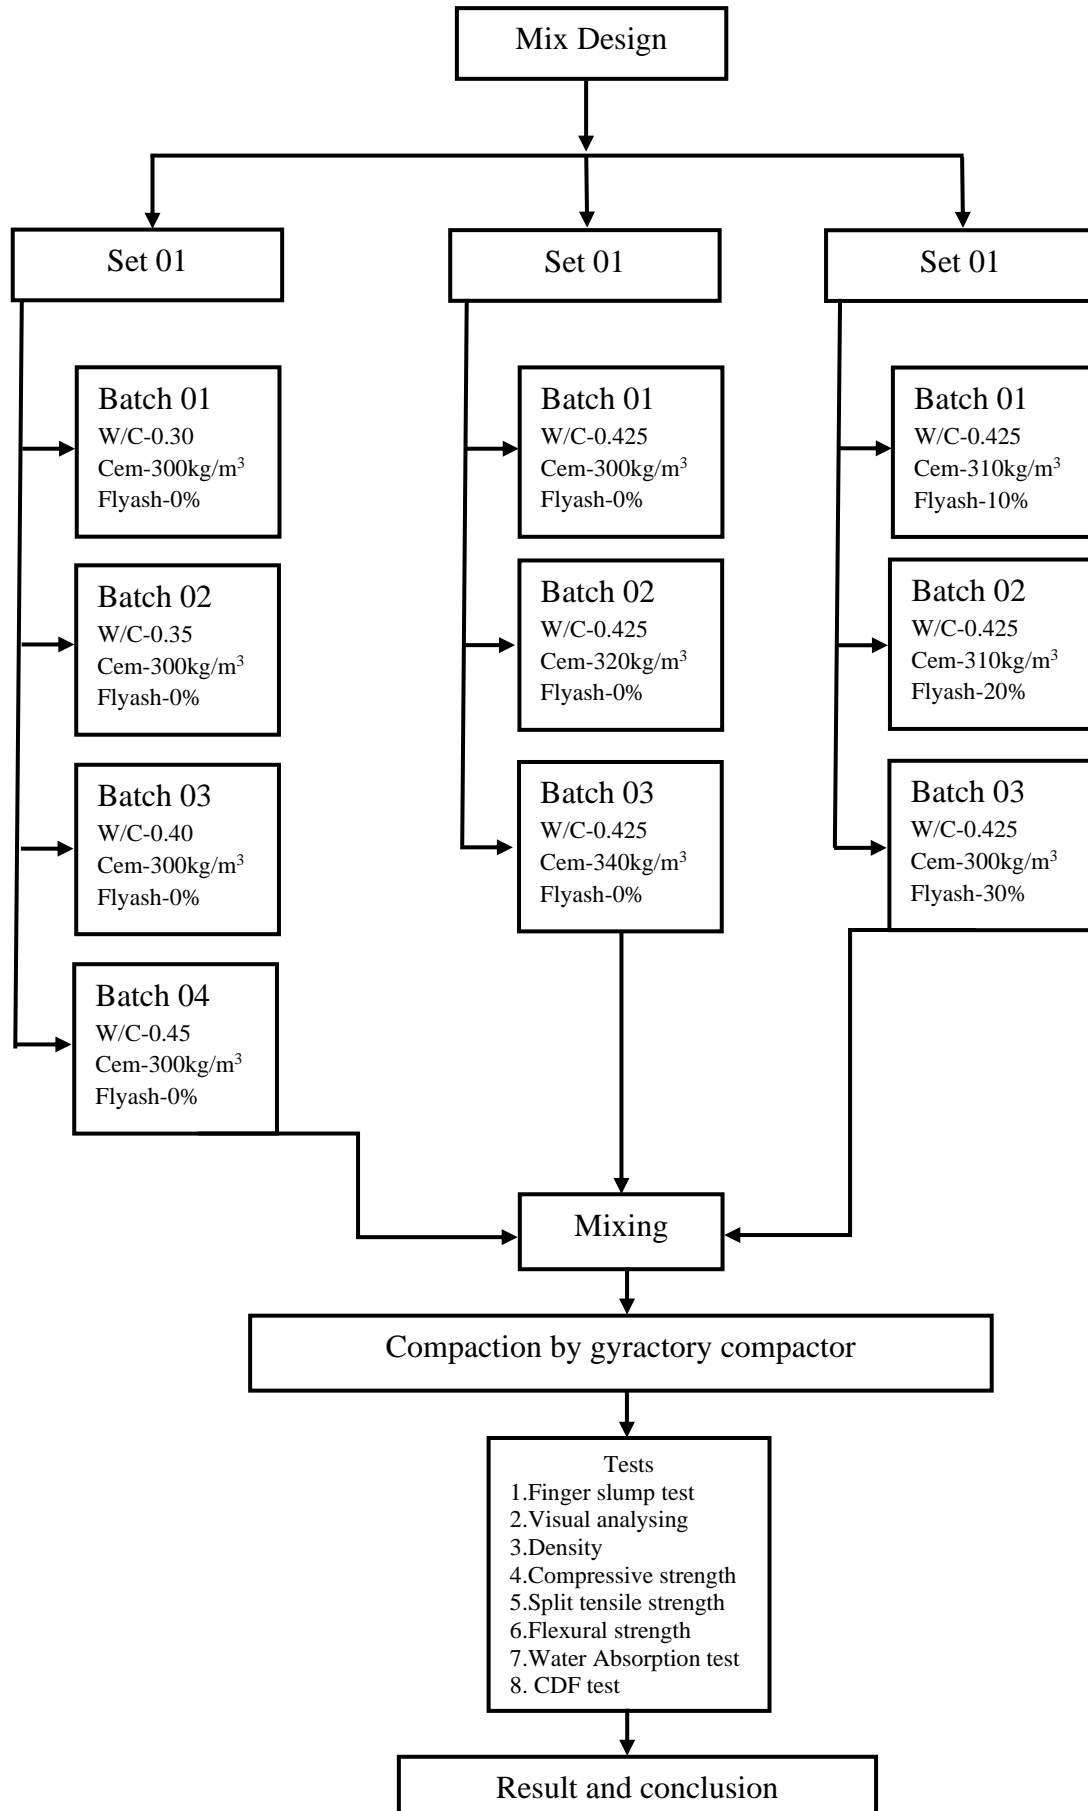 Mix Design
Set 01
Batch 01
W/C-0.30
Cem-300kg/m³
Flyash-0%
Batch 02
W/C-0.35
Cem-300kg/m³
Flyash-0%
Batch 03
W/C-0.40
Cem-300kg/m³
Flyash-0%
Batch 04
W/C-0.45
Cem-300kg/m³
Flyash-0%
Set 01
Batch 01
W/C-0.425
Cem-300kg/m³
Flyash-0%
Batch 02
W/C-0.425
Cem-320kg/m³
Flyash-0%
Batch 03
W/C-0.425
Cem-340kg/m³
Flyash-0%
Set 01
Batch 01
W/C-0.425
Cem-310kg/m³
Flyash-10%
Batch 02
W/C-0.425
Cem-310kg/m³
Flyash-20%
Batch 03
W/C-0.425
Cem-300kg/m³
Flyash-30%
Mixing
Compaction by gyractory compactor
Tests
1.Finger slump test
2.Visual analysing
3.Density
4.Compressive strength
5.Split tensile strength
6.Flexural strength
7.Water Absorption test
8. CDF test
Result and conclusion